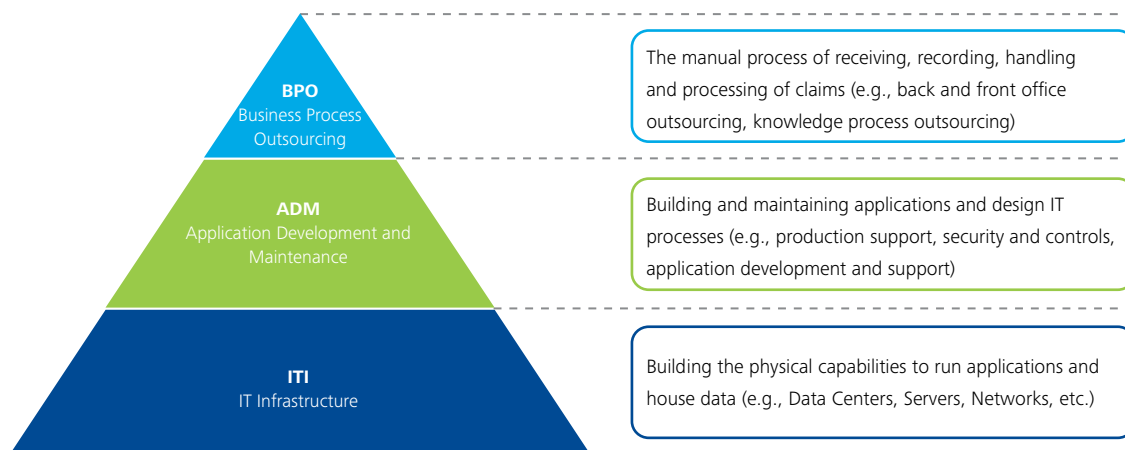 BPO
Business Process
Outsourcing
The manual process of receiving, recording, handling
and processing of claims (e.g., back and front office
outsourcing, knowledge process outsourcing)
ADM
Application Development and
Maintenance
Building and maintaining applications and design IT
processes (e.g., production support, security and controls,
application development and support)
ITI
IT Infrastructure
Building the physical capabilities to run applications and
house data (e.g., Data Centers, Servers, Networks, etc.)